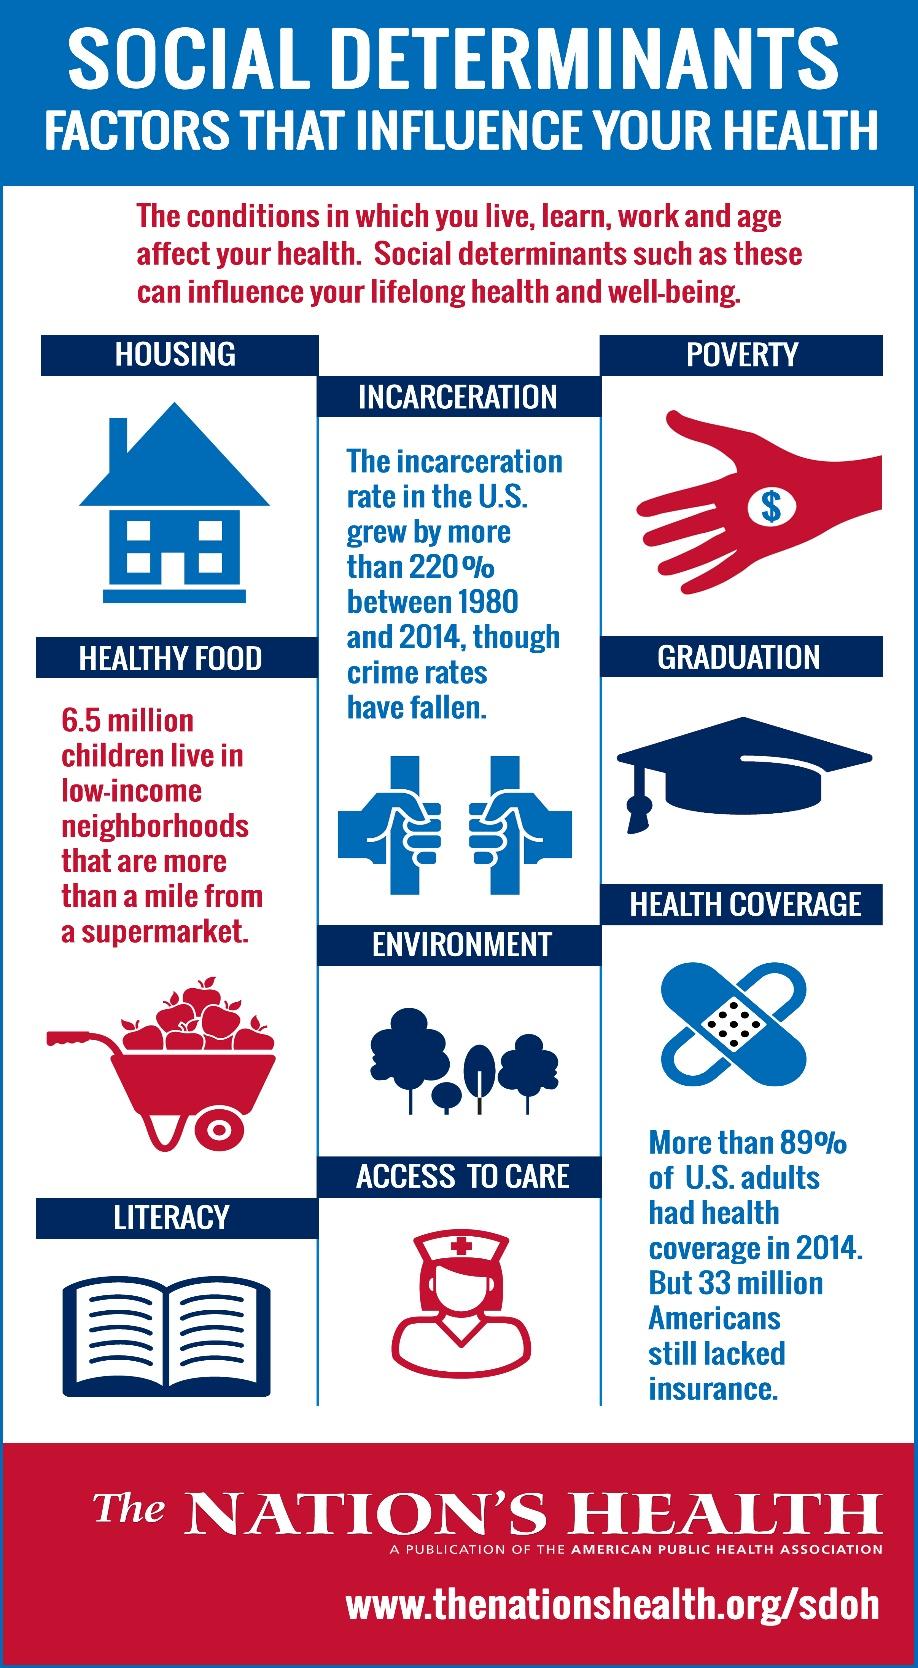 SOCIAL DETERMINANTS
FACTORS THAT INFLUENCE YOUR HEALTH
The conditions in which you live, learn, work and age
affect your health. Social determinants such as these
can influence your lifelong health and well-being.
HOUSING
HEALTHY FOOD
6.5 million
children live in
low-income
neighborhoods
that are more
than a mile from
a supermarket.
LITERACY
INCARCERATION
The incarceration
rate in the U.S.
grew by more
than 220%
between 1980
and 2014, though
crime rates
have fallen.
ENVIRONMENT
ACCESS TO CARE
POVERTY
$
GRADUATION
HEALTH COVERAGE
More than 89%
of U.S. adults
had health
coverage in 2014.
But 33 million
Americans
still lacked
insurance.
The NATION'S HEALTH
A PUBLICATION OF THE AMERICAN PUBLIC HEALTH ASSOCIATION
www.thenationshealth.org/sdoh